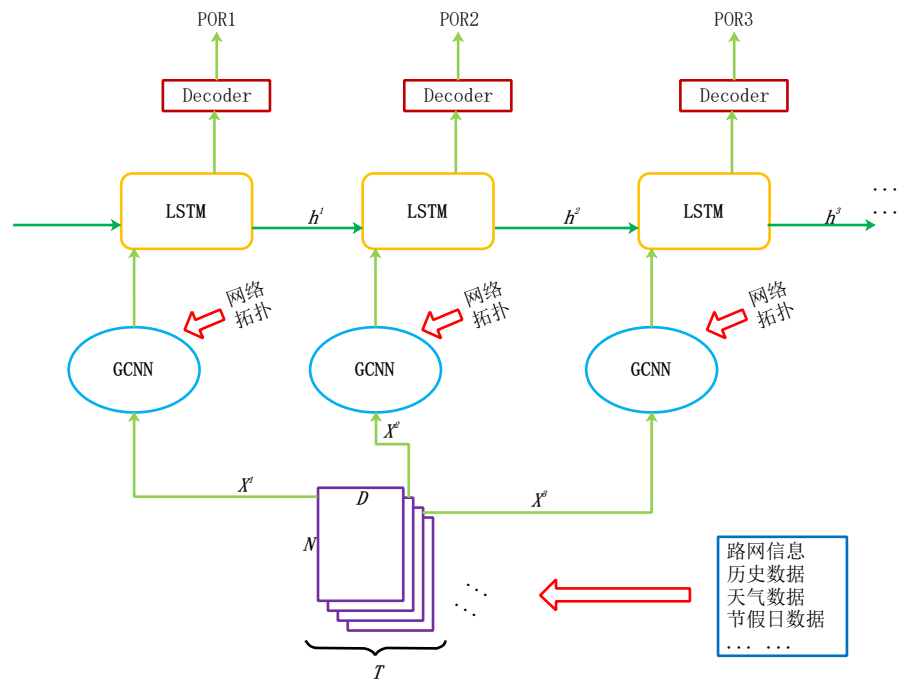 POR1 POR2 POR3
Decoder Decoder Decoder
...
LSTM LSTM LSTM
...
h¹ h² h³
网络
拓扑
网络
拓扑
网络
拓扑
GCNN GCNN GCNN
X²
X¹ D X³
N
路网信息
历史数据
天气数据
节假日数据
... ...
...
...
T